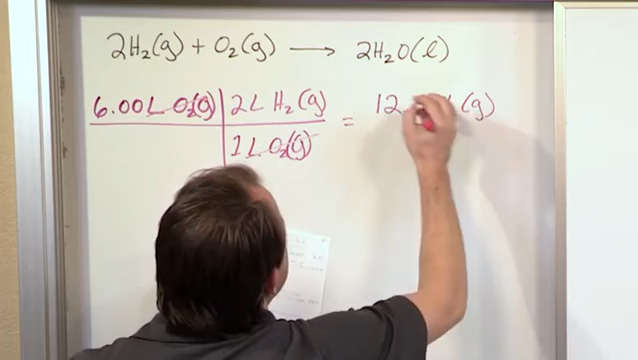 2H₂(g) + O₂(g) → 2H₂O(l)
6.00 L O₂(g) | 2 L H₂(g) = 12 L (g)
1 L O₂(g)